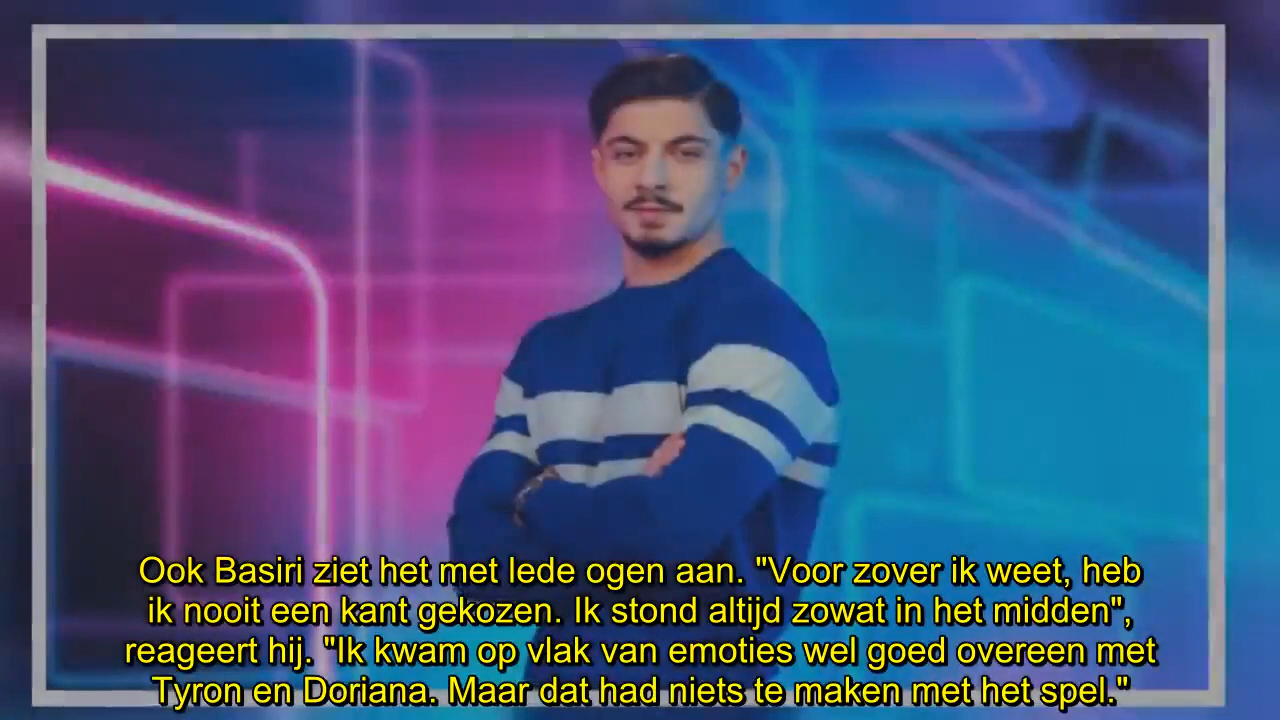 Ook Basiri ziet het met lede ogen aan. "Voor zover ik weet, heb
ik nooit een kant gekozen. Ik stond altijd zowat in het midden",
reageert hij. "Ik kwam op vlak van emoties wel goed overeen met
Tyron en Doriana. Maar dat had niets te maken met het spel."